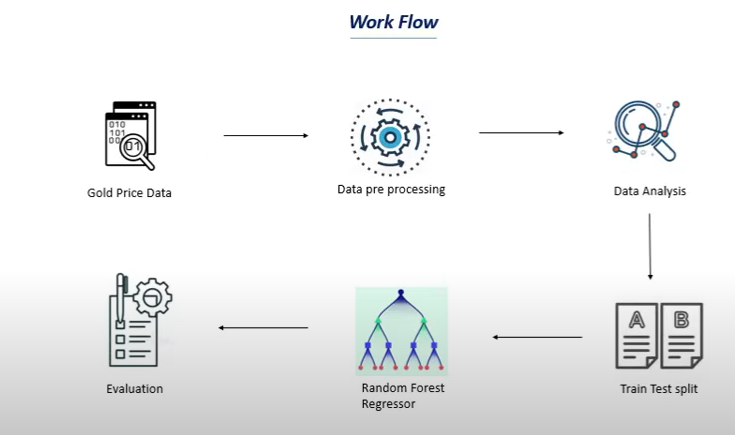 Work Flow
010
101
00
01
Gold Price Data
Data pre processing
Data Analysis
A
B
Train Test split
Random Forest
Regressor
Evaluation